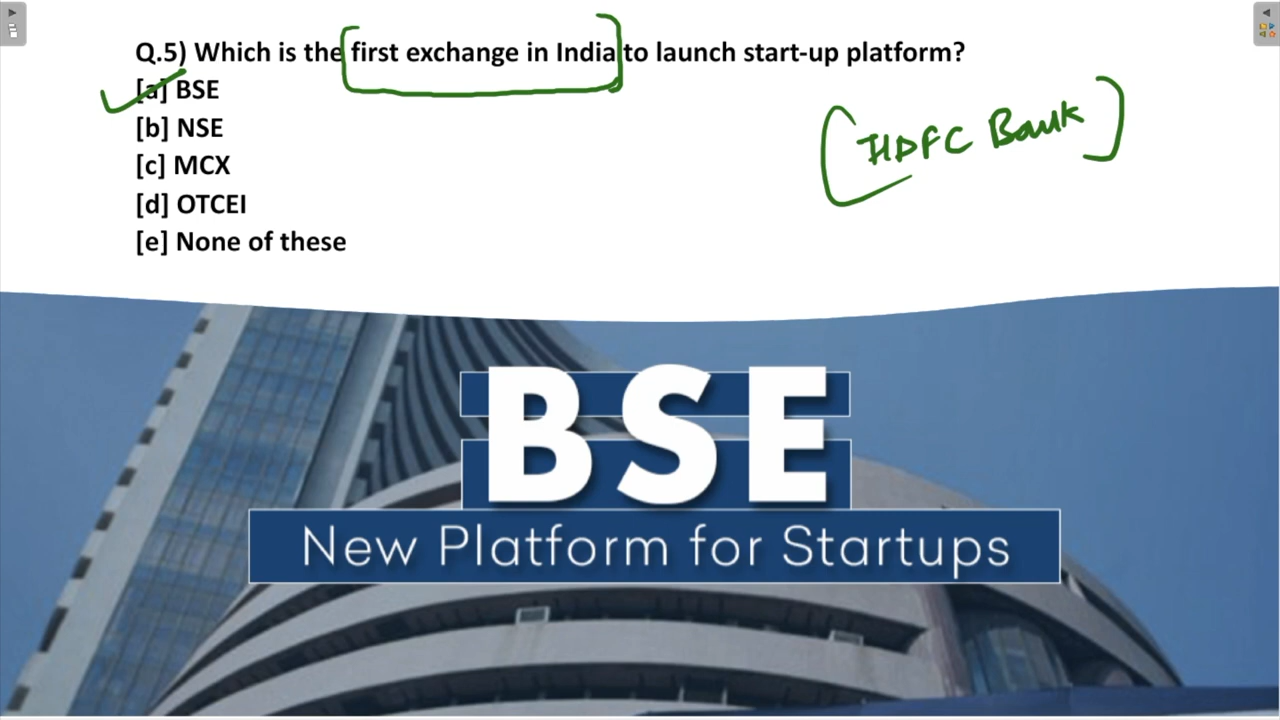 Q.5) Which is the first exchange in India to launch start-up platform?
[a] BSE
[b] NSE
[c] MCX
[d] OTCEI
[e] None of these
HDFC Bank
BSE
New Platform for Startups